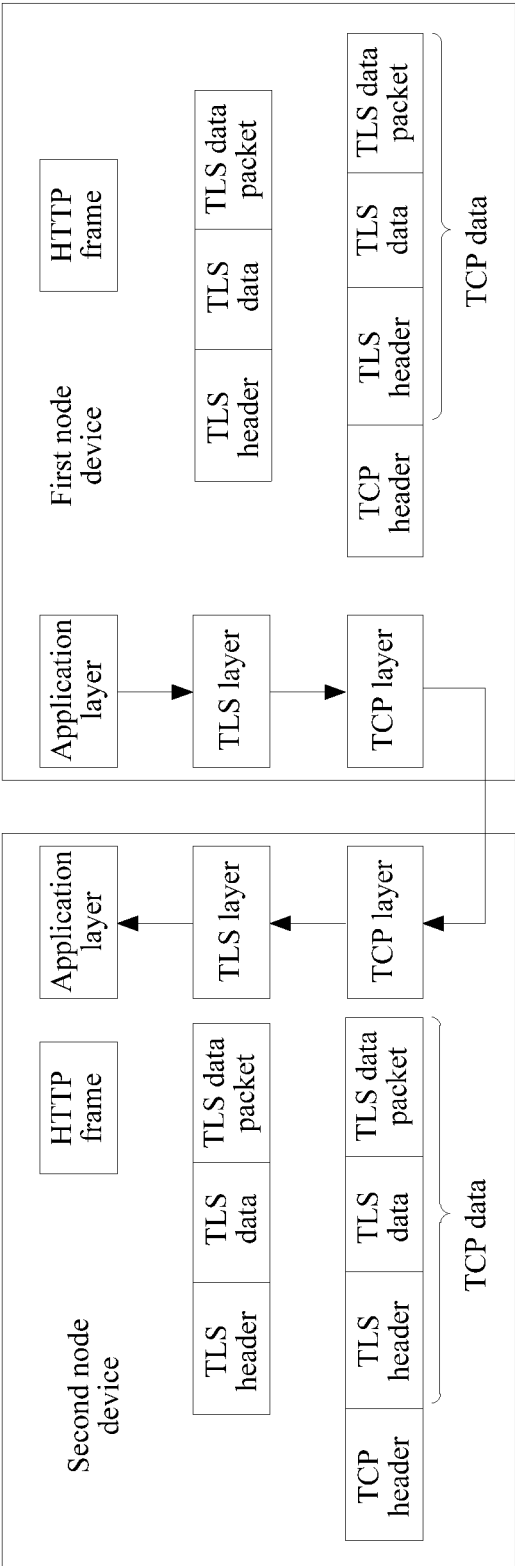 Second node
device
HTTP
frame
Application
layer
Application
layer
First node
device
HTTP
frame
TLS
header
TLS
data
TLS data
packet
TLS layer
TLS layer
TLS
header
TLS
data
TLS data
packet
TCP
header
TLS
header
TLS
data
TLS data
packet
TCP layer
TCP layer
TCP
header
TLS
header
TLS
data
TLS data
packet
TCP data
TCP data